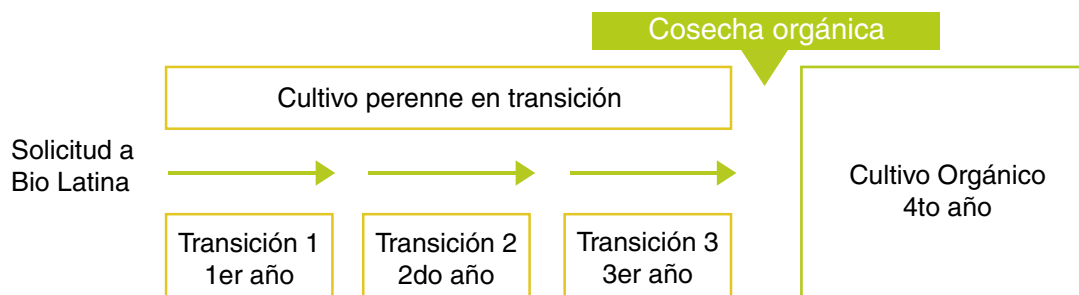 Cosecha orgánica
Cultivo perenne en transición
Solicitud a
Bio Latina
Cultivo Orgánico
4to año
Transición 1
1er año
Transición 2
2do año
Transición 3
3er año